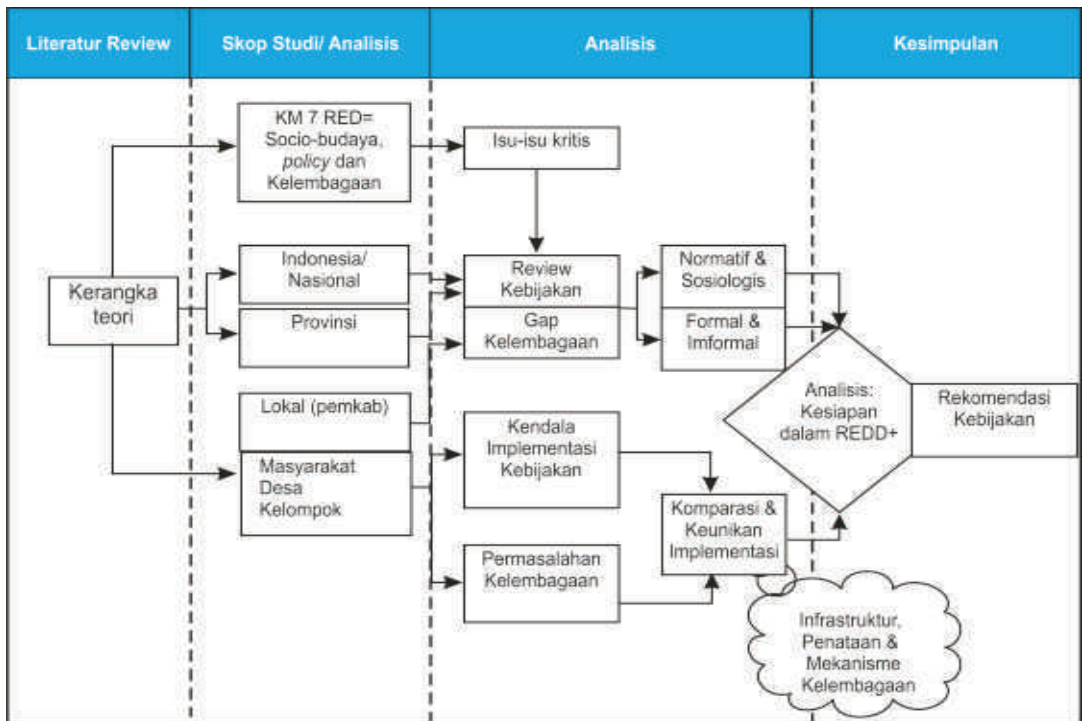 Literatur Review
Skop Studi/ Analisis
Analisis
Kesimpulan
Kerangka
teori
KM 7 RED=
Socio-budaya,
policy dan
Kelembagaan
Indonesia/
Nasional
Provinsi
Lokal (pemkab)
Masyarakat
Desa
Kelompok
Isu-isu kritis
Review
Kebijakan
Gap
Kelembagaan
Kendala
Implementasi
Kebijakan
Permasalahan
Kelembagaan
Normatif &
Sosiologis
Formal &
Imformal
Komparasi &
Keunikan
Implementasi
Infrastruktur,
Penataan &
Mekanisme
Kelembagaan
Analisis:
Kesiapan
dalam REDD+
Rekomendasi
Kebijakan